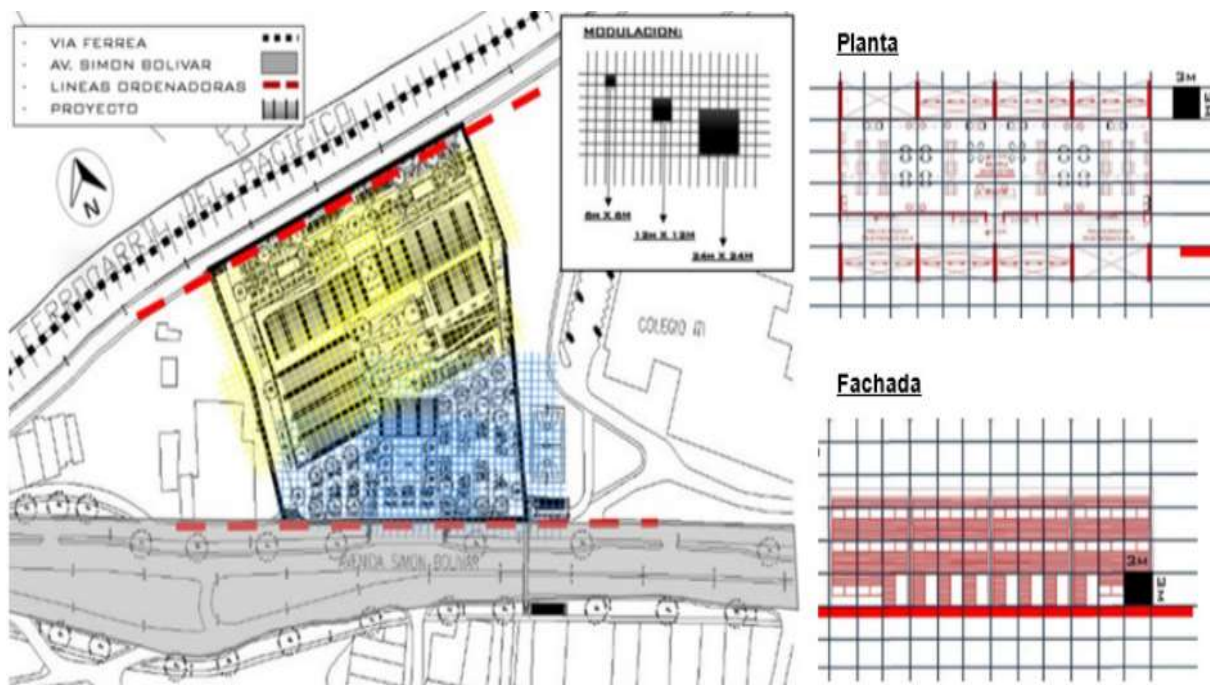 VIA FERREA
AV. SIMON BOLIVAR
LINEAS ORDENADORAS
PROYECTO
FERROCARRIL DEL PACIFICO
N
MODULACION:
6M X 6M
12M X 12M
24M X 24M
COLEGIO
AVENIDA SIMON BOLIVAR
Planta
3M
3M
Fachada
3M
3M